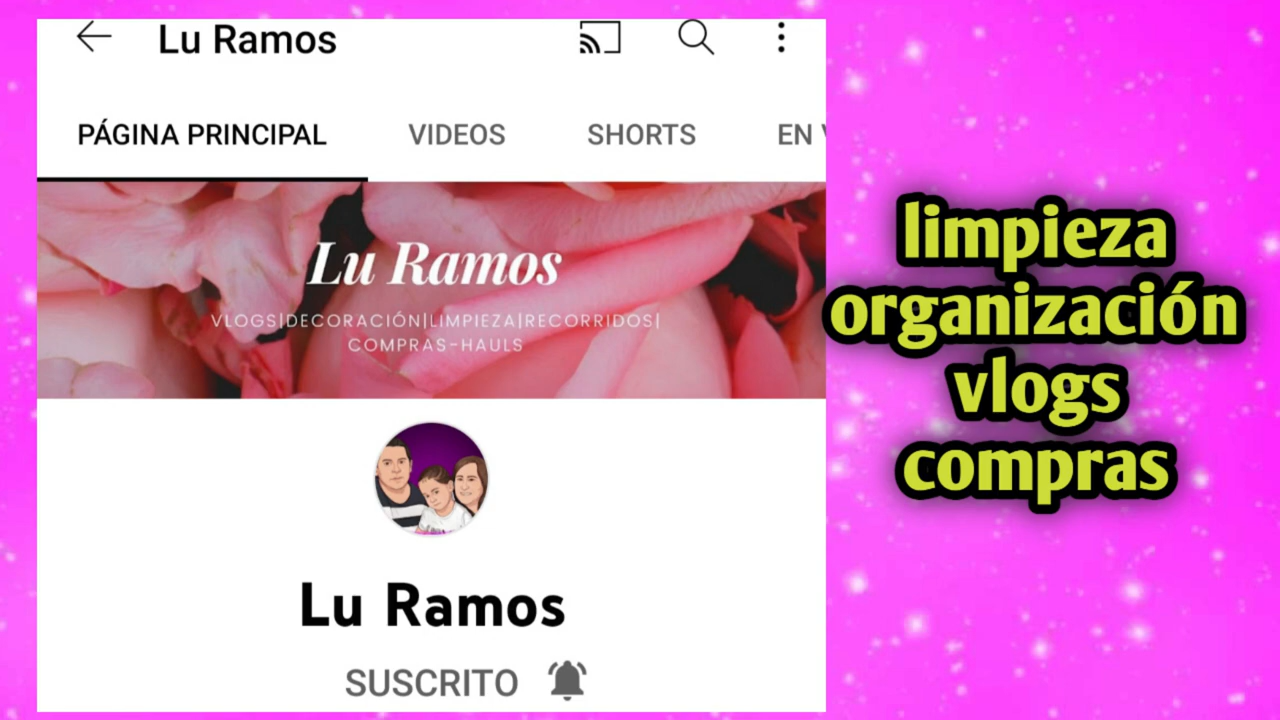 Lu Ramos
PÁGINA PRINCIPAL VIDEOS SHORTS EN
Lu Ramos
VLOGS|DECORACIÓN|LIMPIEZA|RECORRIDOS|
COMPRAS-HAULS
Lu Ramos
SUSCRITO
limpieza
organización
vlogs
compras